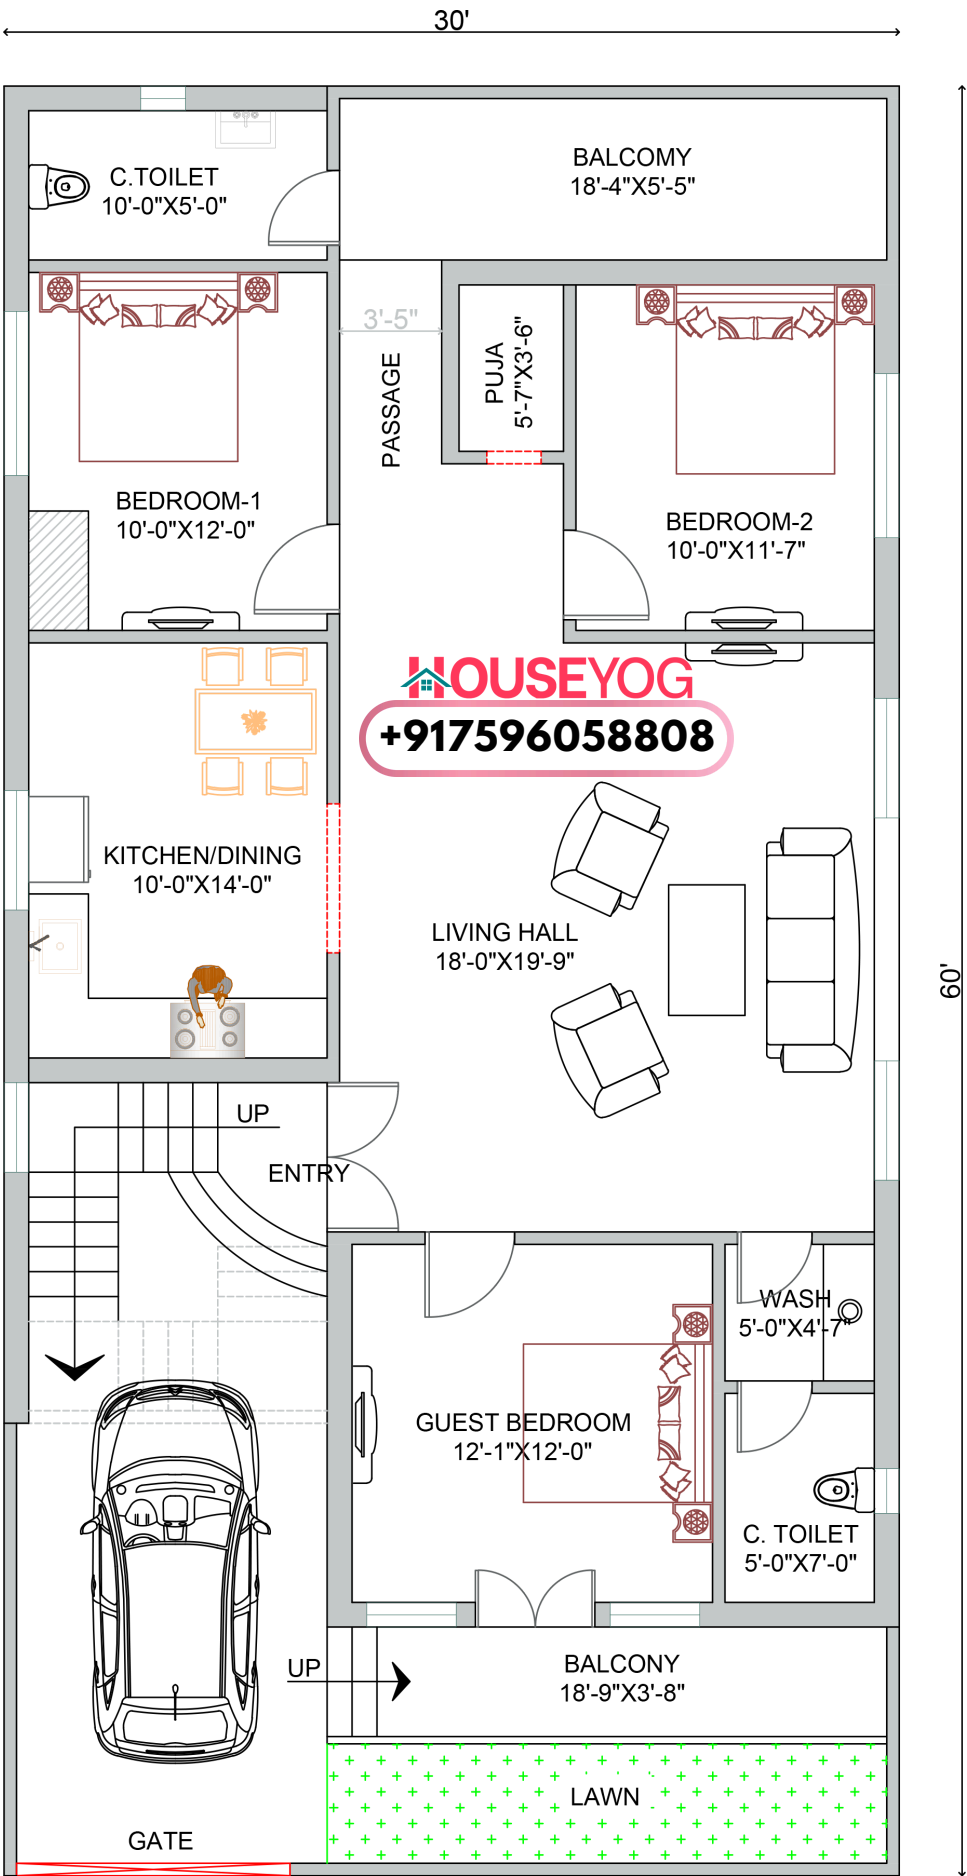 30'
BALCOMY
18'-4"X5'-5"
C.TOILET
10'-0"X5'-0"
3'-5"
PASSAGE
PUJA
5'-7"X3'-6"
BEDROOM-1
10'-0"X12'-0"
BEDROOM-2
10'-0"X11'-7"
HOUSEYOG
+917596058808
KITCHEN/DINING
10'-0"X14'-0"
LIVING HALL
18'-0"X19'-9"
60'
UP
ENTRY
WASH
5'-0"X4'-7"
GUEST BEDROOM
12'-1"X12'-0"
C. TOILET
5'-0"X7'-0"
UP
BALCONY
18'-9"X3'-8"
LAWN
GATE